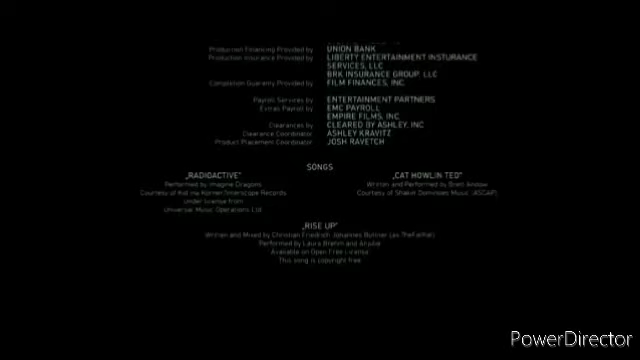 Production Financing Provided by UNION BANK
Production Insurance Provided by LIBERTY ENTERTAINMENT INSTURANCE
SERVICES, LLC
BRK INSURANCE GROUP, LLC
Completion Guaranty Provided by FILM FINANCES, INC
Payroll Services by ENTERTAINMENT PARTNERS
Extras Payroll by EMC PAYROLL
EMPIRE FILMS, INC
Clearances by CLEARED BY ASHLEY, INC
Clearance Coordinator ASHLEY KRAVITZ
Product Placement Coordinator JOSH RAVETCH
SONGS
„RADIOACTIVE"
Performed by Imagine Dragons
Courtesy of Kid Ina Korner/Interscope Records
Under license from
Universal Music Operations Ltd
„CAT HOWLIN TED"
Written and Performed by Brett
Courtesy of Shaker Dominoes Music (ASCAP)
„RISE UP"
Written and Mixed by Christian Friedrich Johannes Büttner (as TheFatRat)
Performed by Laura Brehm and Anjulie
Available on Open Free License
This song is copyright free
PowerDirector